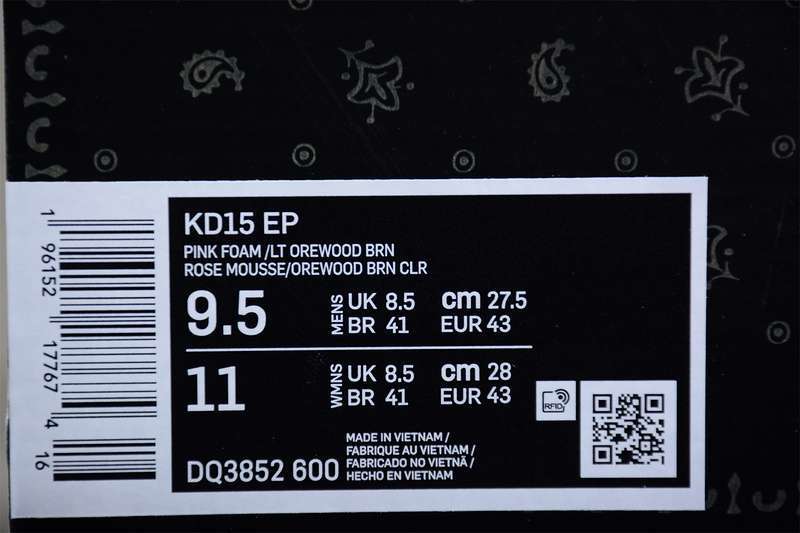 KD15 EP
PINK FOAM /LT OREWOOD BRN
ROSE MOUSSE/OREWOOD BRN CLR
9.5 MENS UK 8.5 cm 27.5
BR 41 EUR 43
11 WMNS UK 8.5 cm 28
BR 41 EUR 43
RFID
DQ3852 600
MADE IN VIETNAM /
FABRIQUE AU VIETNAM /
FABRICADO NO VIETNÃ /
HECHO EN VIETNAM
1 96152 17767 4 16